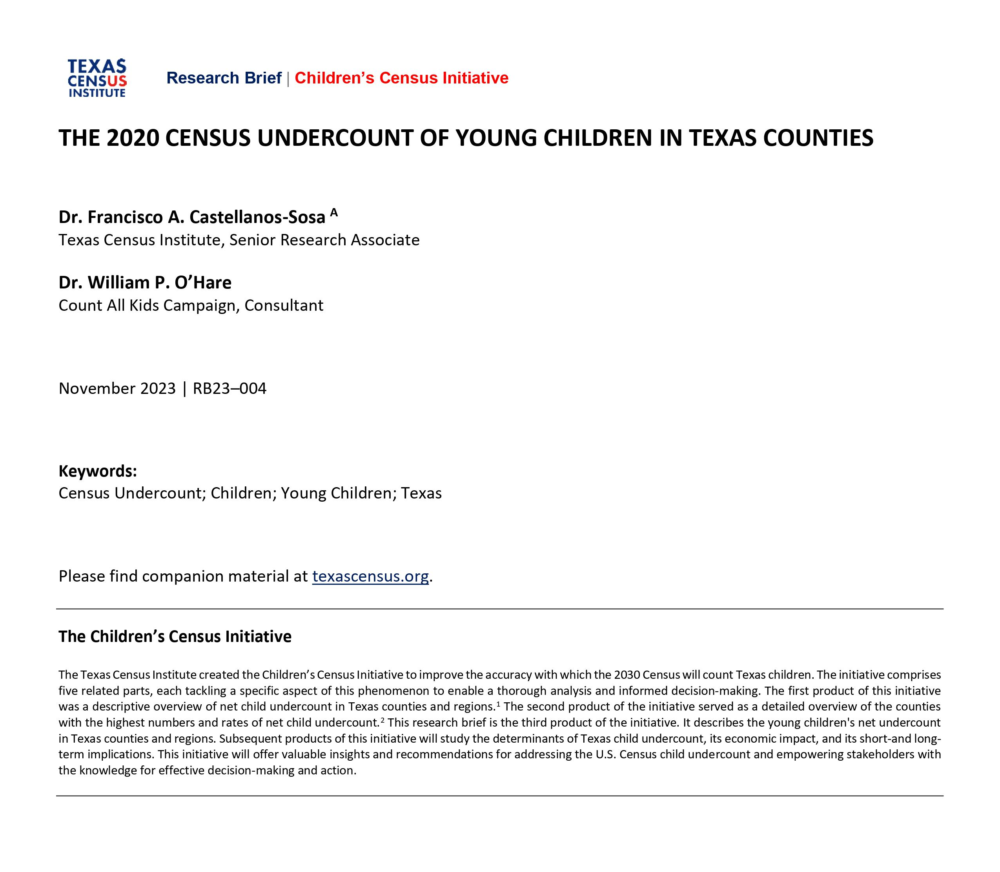 TEXAS
CENSUS
INSTITUTE
Research Brief | Children’s Census Initiative
THE 2020 CENSUS UNDERCOUNT OF YOUNG CHILDREN IN TEXAS COUNTIES
Dr. Francisco A. Castellanos-Sosa A
Texas Census Institute, Senior Research Associate
Dr. William P. O’Hare
Count All Kids Campaign, Consultant
November 2023 | RB23–004
Keywords:
Census Undercount; Children; Young Children; Texas
Please find companion material at texascensus.org.
The Children’s Census Initiative
The Texas Census Institute created the Children’s Census Initiative to improve the accuracy with which the 2030 Census will count Texas children. The initiative comprises
five related parts, each tackling a specific aspect of this phenomenon to enable a thorough analysis and informed decision-making. The first product of this initiative
was a descriptive overview of net child undercount in Texas counties and regions.1 The second product of the initiative served as a detailed overview of the counties
with the highest numbers and rates of net child undercount.2 This research brief is the third product of the initiative. It describes the young children's net undercount
in Texas counties and regions. Subsequent products of this initiative will study the determinants of Texas child undercount, its economic impact, and its short-and long-
term implications. This initiative will offer valuable insights and recommendations for addressing the U.S. Census child undercount and empowering stakeholders with
the knowledge for effective decision-making and action.